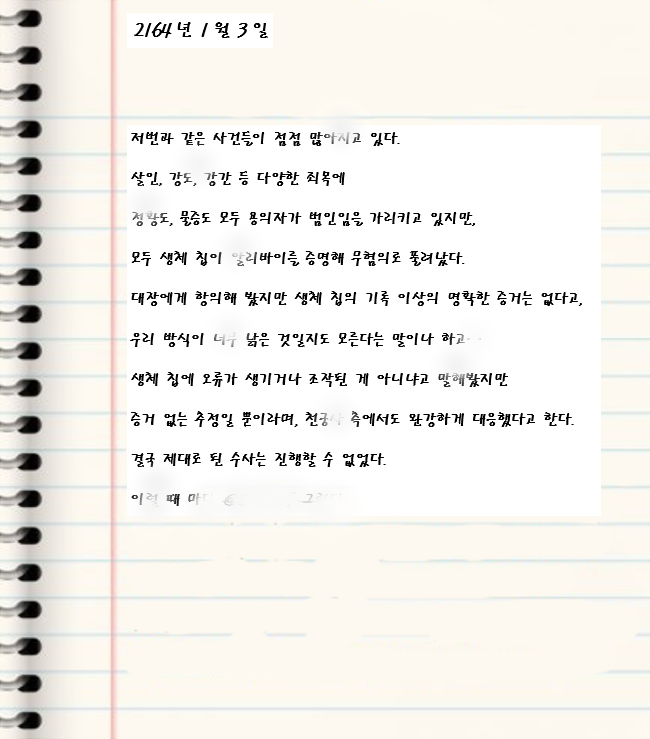 2164년 1월 3일
저번과 같은 사건들이 점점 많아지고 있다.
살인, 강도, 강간 등 다양한 죄목에
정황도, 물증도 모두 용의자가 범인임을 가리키고 있지만,
모두 생체 칩이 알리바이를 증명해 무혐의로 풀려났다.
대장에게 항의해 봤지만 생체 칩의 기록 이상의 명확한 증거는 없다고,
우리 방식이 너무 낡은 것일지도 모른다는 말이나 하고…
생체 칩에 오류가 생기거나 조작된 게 아니냐고 말해봤지만
증거 없는 추정일 뿐이라며, 천궁사 측에서도 완강하게 대응했다고 한다.
결국 제대로 된 수사는 진행할 수 없었다.
이럴 때 마다